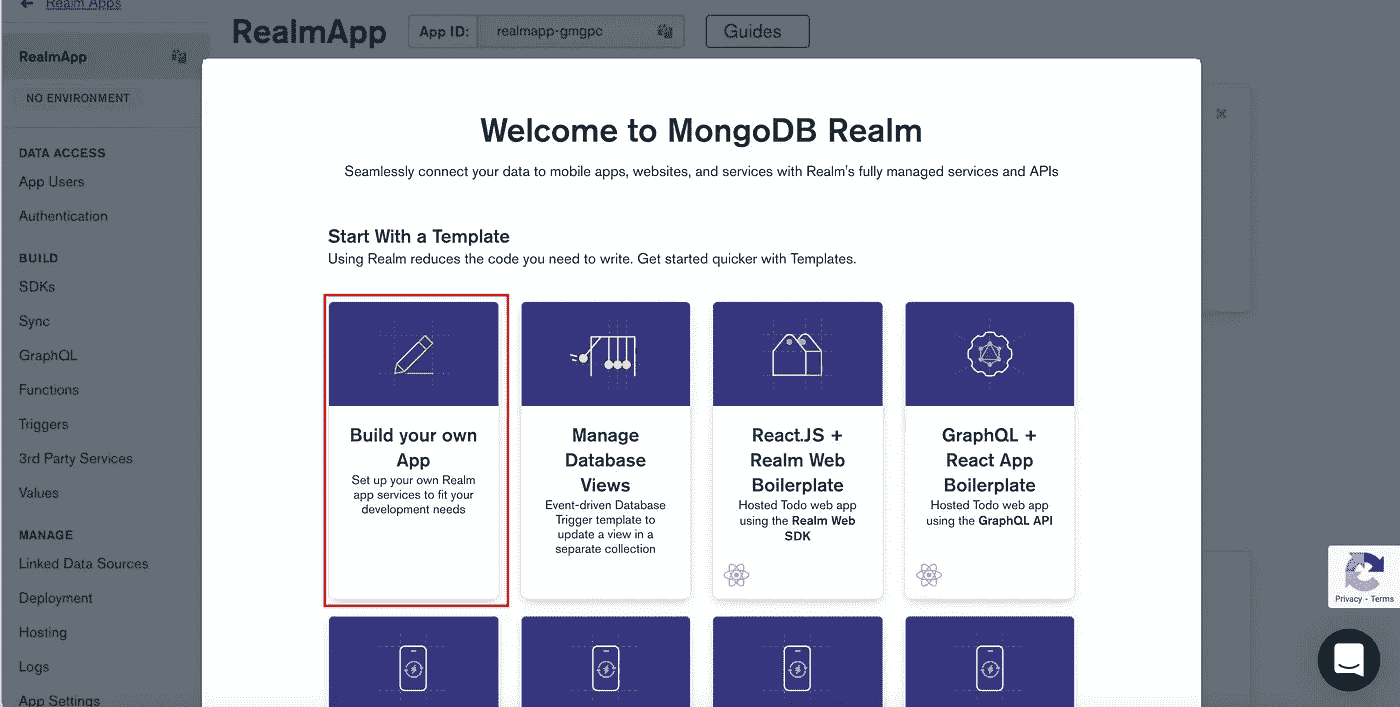 Realm Apps
RealmApp
App ID:
realmapp-gmgpc
Guides
RealmApp
NO ENVIRONMENT
DATA ACCESS
App Users
Authentication
BUILD
SDKs
Sync
GraphQL
Functions
Triggers
3rd Party Services
Values
MANAGE
Linked Data Sources
Deployment
Hosting
Logs
App Settings
Welcome to MongoDB Realm
Seamlessly connect your data to mobile apps, websites, and services with Realm's fully managed services and APIs
Start With a Template
Using Realm reduces the code you need to write. Get started quicker with Templates.
Build your own
App
Set up your own Realm
app services to fit your
development needs
Manage
Database
Views
Event-driven Database
Trigger template to
update a view in a
separate collection
React.JS +
Realm Web
Boilerplate
Hosted Todo web app
using the Realm Web
SDK
GraphQL +
React App
Boilerplate
Hosted Todo web app
using the GraphQL API
Privacy - Terms